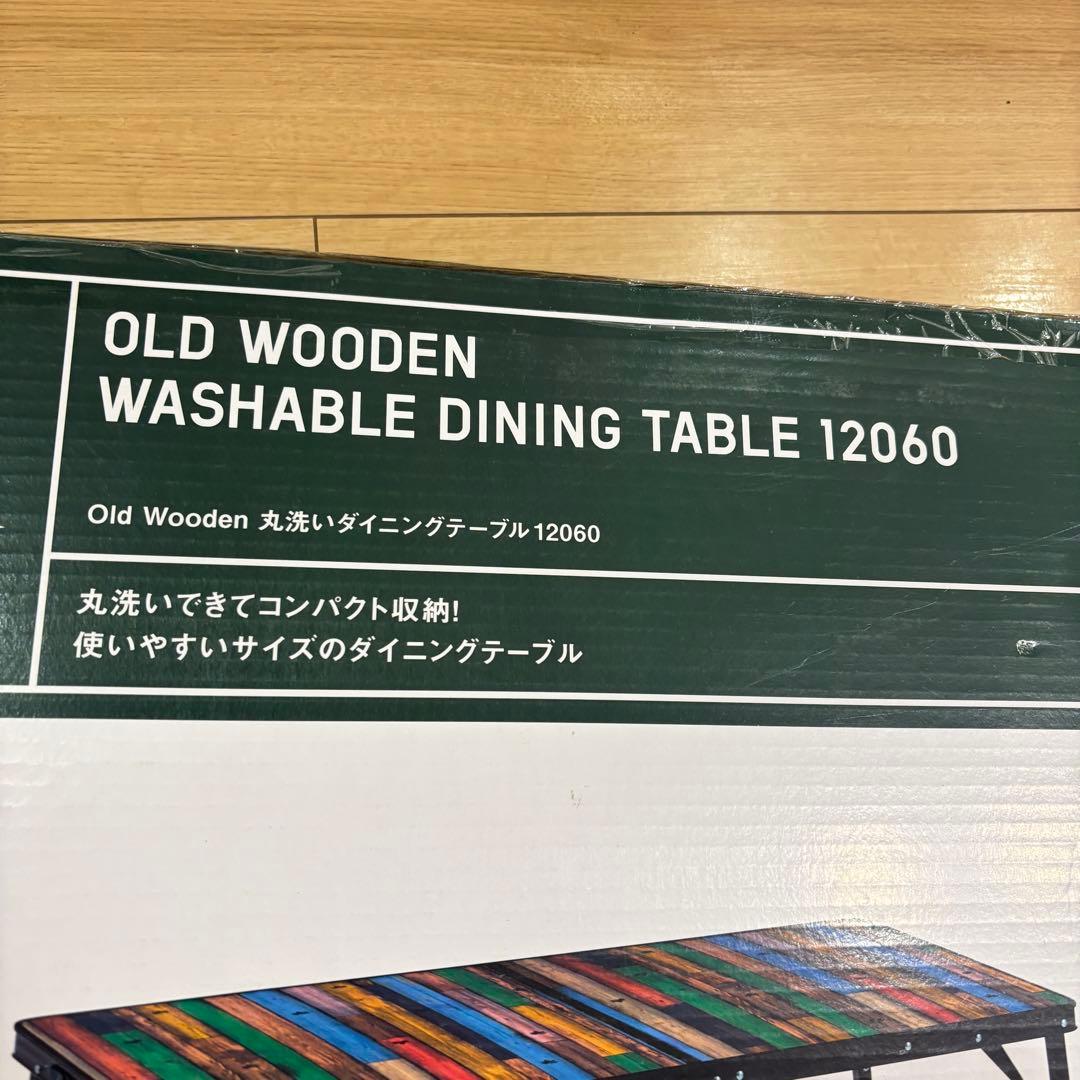 OLD WOODEN
WASHABLE DINING TABLE 12060
Old Wooden 丸洗いダイニングテーブル12060
丸洗いできてコンパクト収納!
使いやすいサイズのダイニングテーブル